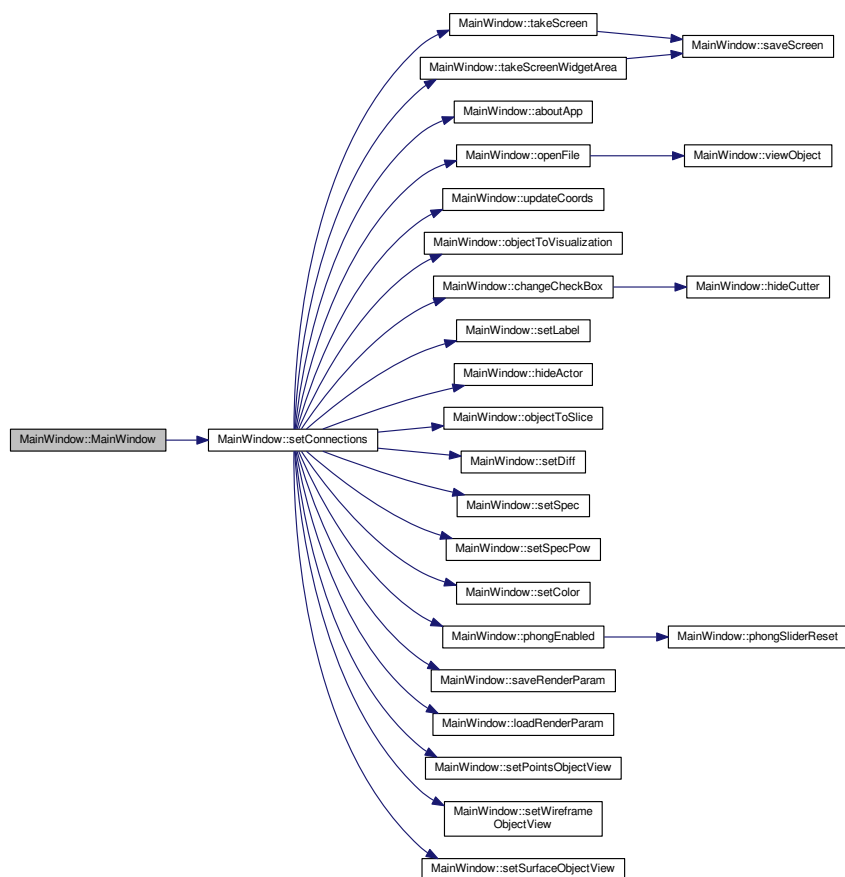 MainWindow::takeScreen
MainWindow::saveScreen
MainWindow::takeScreenWidgetArea
MainWindow::aboutApp
MainWindow::openFile
MainWindow::viewObject
MainWindow::updateCoords
MainWindow::objectToVisualization
MainWindow::changeCheckBox
MainWindow::hideCutter
MainWindow::setLabel
MainWindow::hideActor
MainWindow::objectToSlice
MainWindow::MainWindow
MainWindow::setConnections
MainWindow::setDiff
MainWindow::setSpec
MainWindow::setSpecPow
MainWindow::setColor
MainWindow::phongEnabled
MainWindow::phongSliderReset
MainWindow::saveRenderParam
MainWindow::loadRenderParam
MainWindow::setPointsObjectView
MainWindow::setWireframe
ObjectView
MainWindow::setSurfaceObjectView